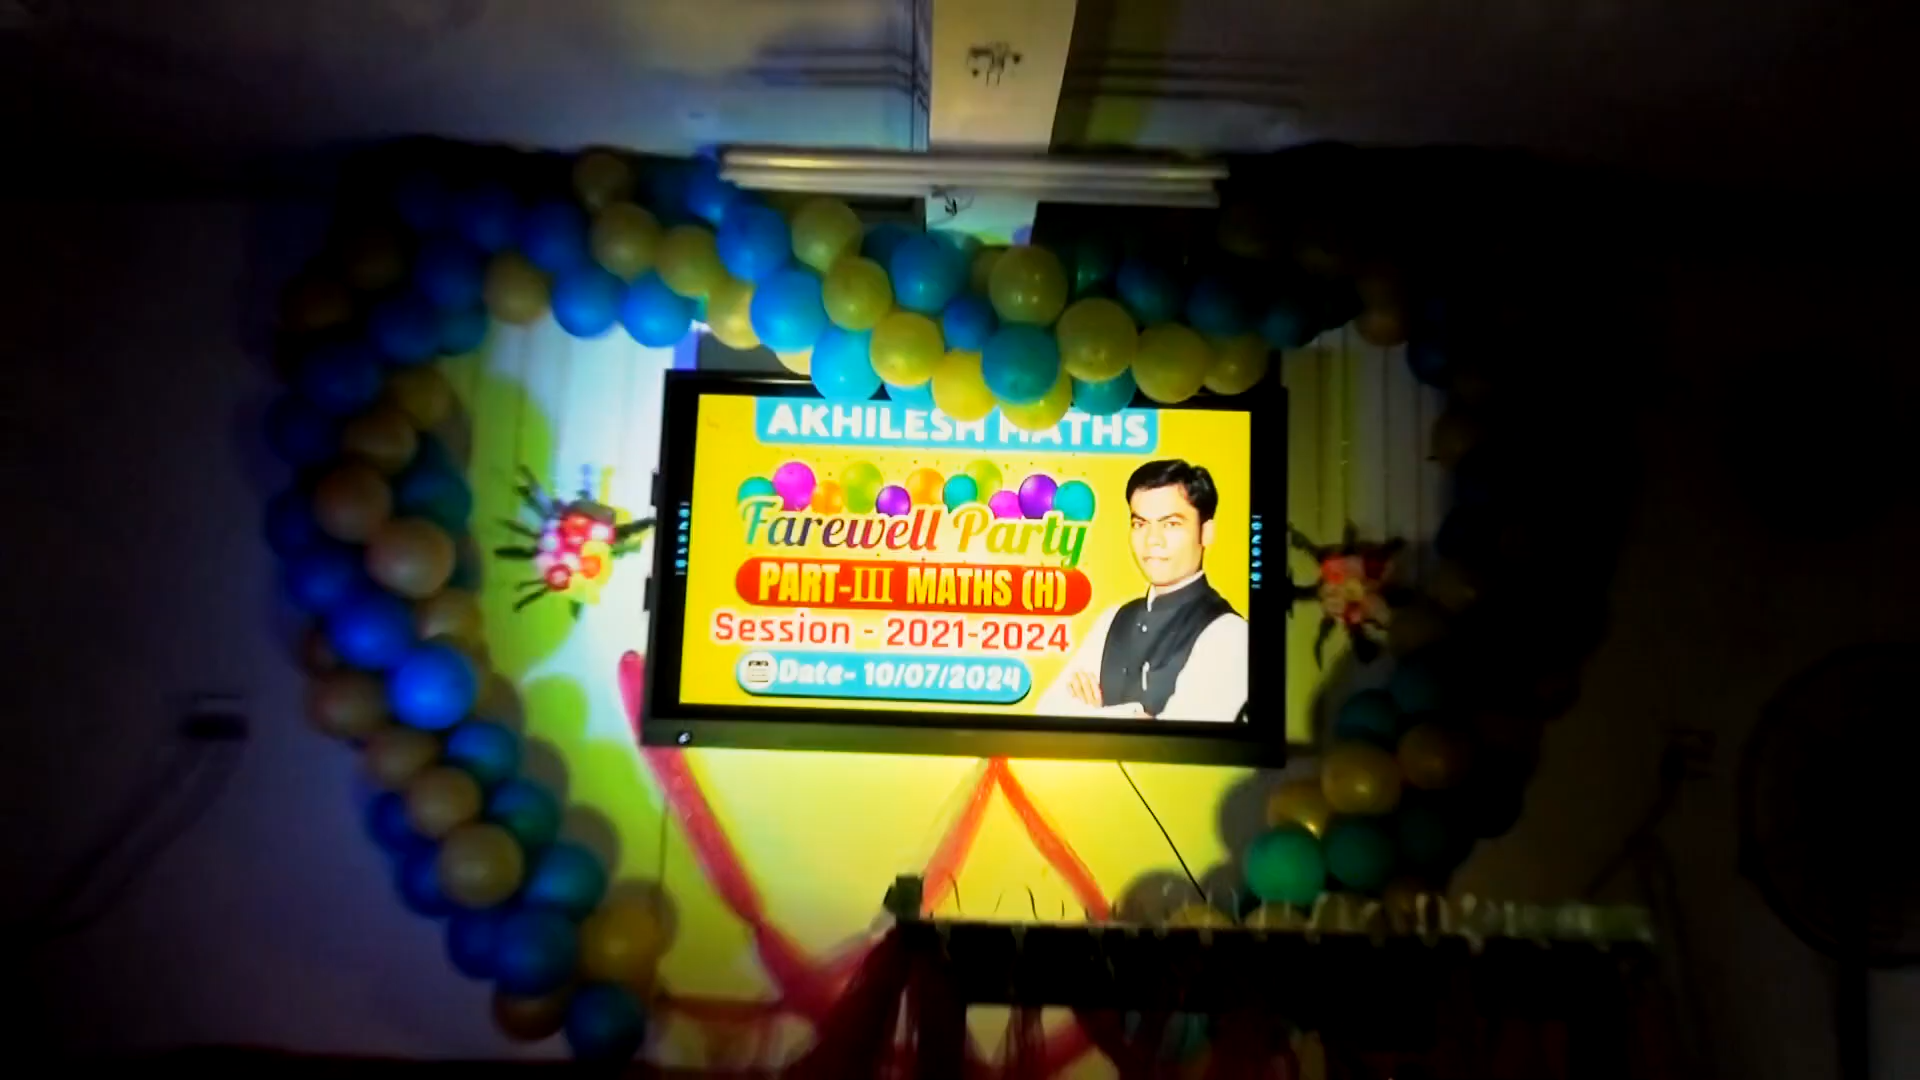 AKHILESH MATHS
Farewell Party
PART-III MATHS (H)
Session - 2021-2024
Date- 10/07/2024